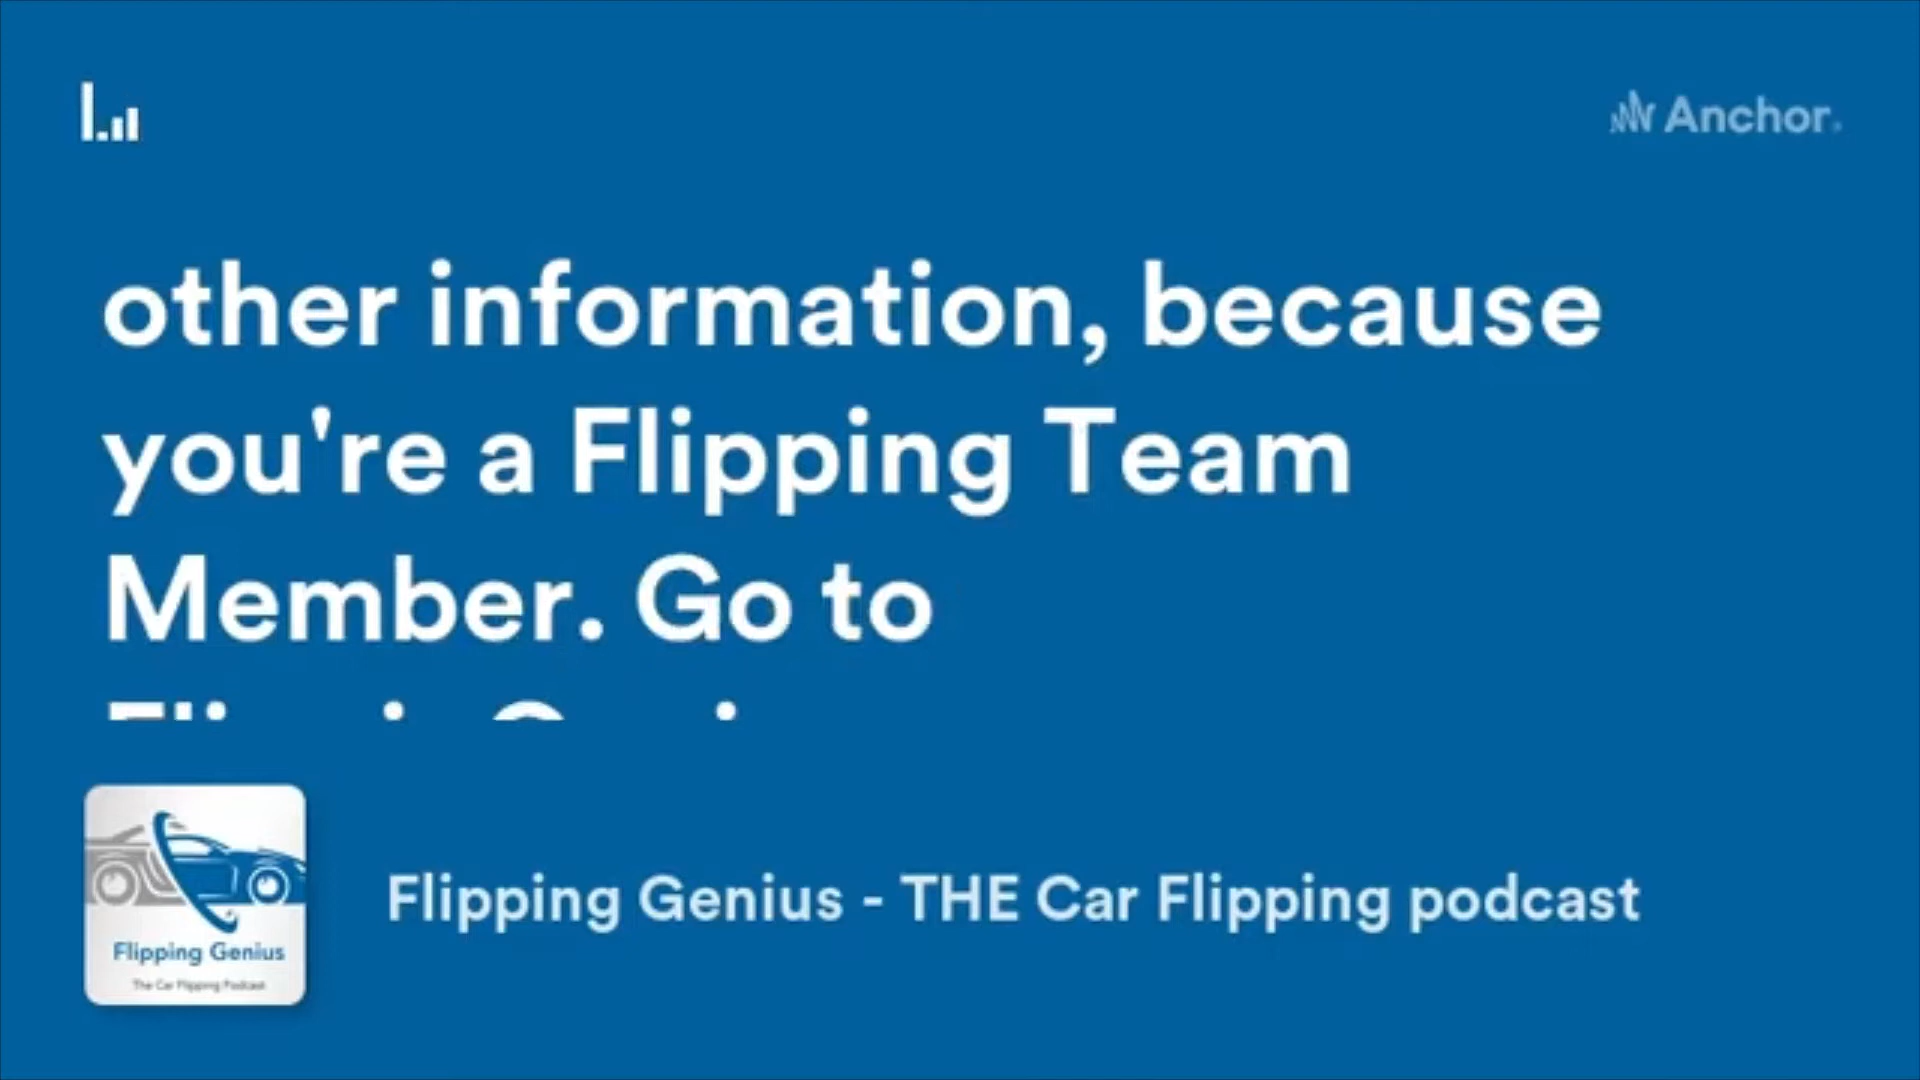 Anchor
other information, because
you're a Flipping Team
Member. Go to
Flipping Genius - THE Car Flipping podcast
Flipping Genius
The Car Flipping Podcast